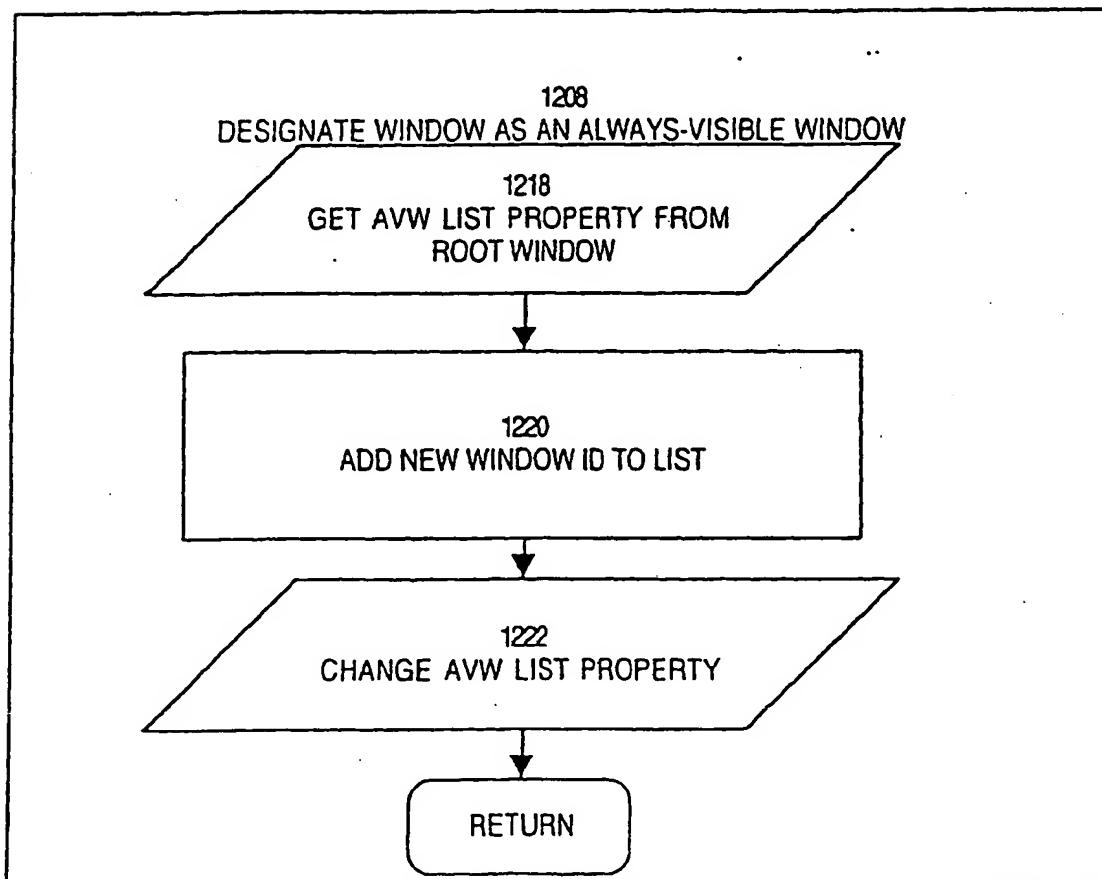 1208
DESIGNATE WINDOW AS AN ALWAYS-VISIBLE WINDOW
1218
GET AVW LIST PROPERTY FROM
ROOT WINDOW
1220
ADD NEW WINDOW ID TO LIST
1222
CHANGE AVW LIST PROPERTY
RETURN